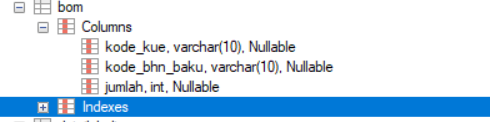 bom
Columns
kode_kue, varchar(10), Nullable
kode_bhn_baku, varchar(10), Nullable
jumlah, int, Nullable
Indexes